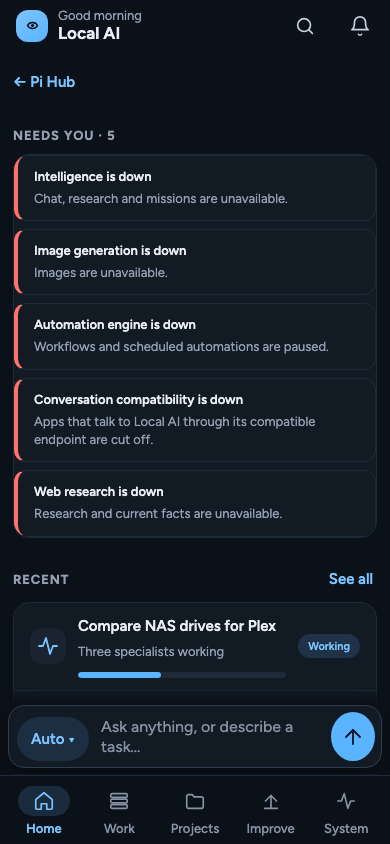 Good morning
Local AI
← Pi Hub
NEEDS YOU · 5
Intelligence is down
Chat, research and missions are unavailable.
Image generation is down
Images are unavailable.
Automation engine is down
Workflows and scheduled automations are paused.
Conversation compatibility is down
Apps that talk to Local AI through its compatible
endpoint are cut off.
Web research is down
Research and current facts are unavailable.
RECENT
See all
Compare NAS drives for Plex
Three specialists working
Working
Auto ▾
Ask anything, or describe a
task...
Home
Work
Projects
Improve
System